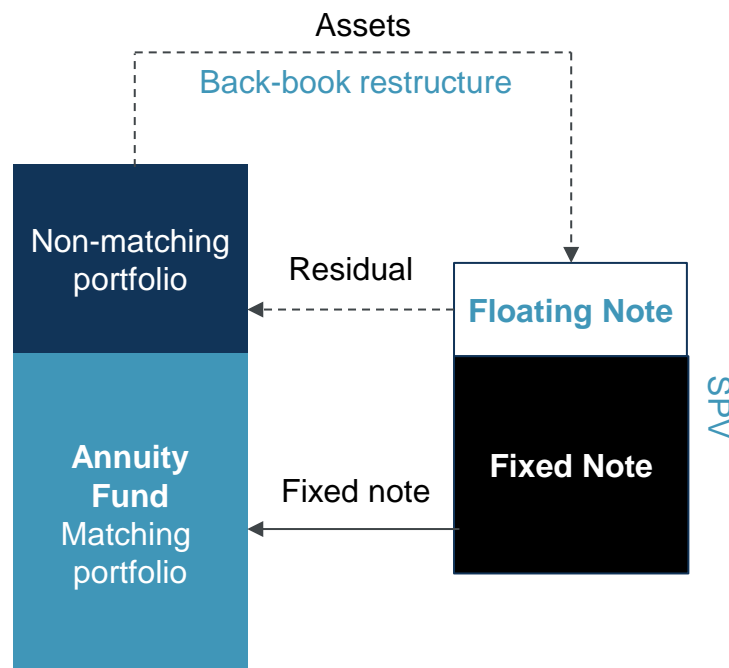 Assets
Back-book restructure
Non-matching
portfolio
Residual
Floating Note
SPV
Annuity
Fund
Matching
portfolio
Fixed note
Fixed Note